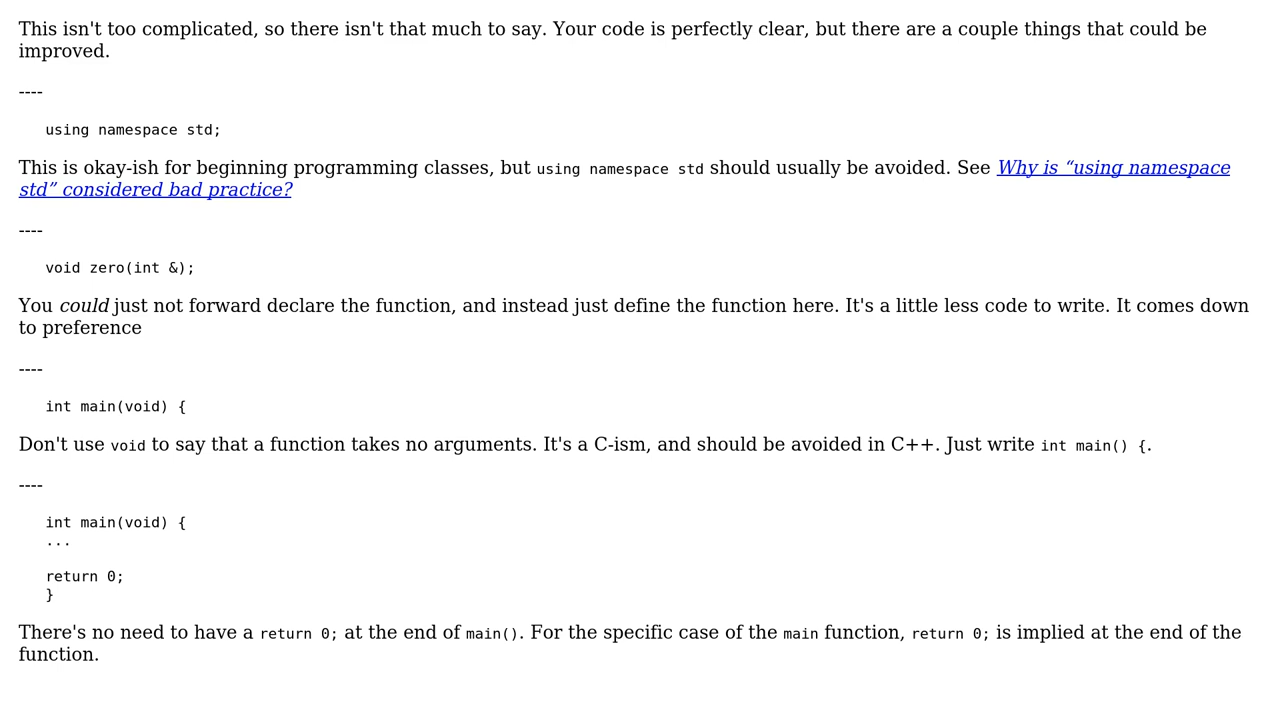 This isn't too complicated, so there isn't that much to say. Your code is perfectly clear, but there are a couple things that could be
improved.
----
using namespace std;
This is okay-ish for beginning programming classes, but using namespace std should usually be avoided. See Why is “using namespace
std” considered bad practice?
----
void zero(int &);
You could just not forward declare the function, and instead just define the function here. It's a little less code to write. It comes down
to preference
----
int main(void) {
Don't use void to say that a function takes no arguments. It's a C-ism, and should be avoided in C++. Just write int main() {.
----
int main(void) {
...
return 0;
}
There's no need to have a return 0; at the end of main(). For the specific case of the main function, return 0; is implied at the end of the
function.